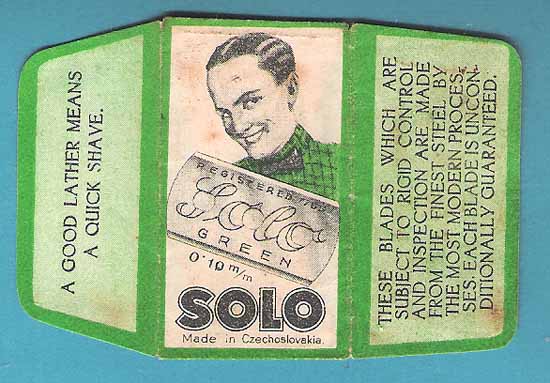 A GOOD LATHER MEANS
A QUICK SHAVE.
REGISTERED
Solo
GREEN
0·10 m/m
SOLO
Made in Czechoslovakia.
THESE BLADES WHICH ARE
SUBJECT TO RIGID CONTROL
AND INSPECTION ARE MADE
FROM THE FINEST STEEL BY
THE MOST MODERN PROCES,
SES. EACH BLADE IS UNCON-
DITIONALLY GUARANTEED.